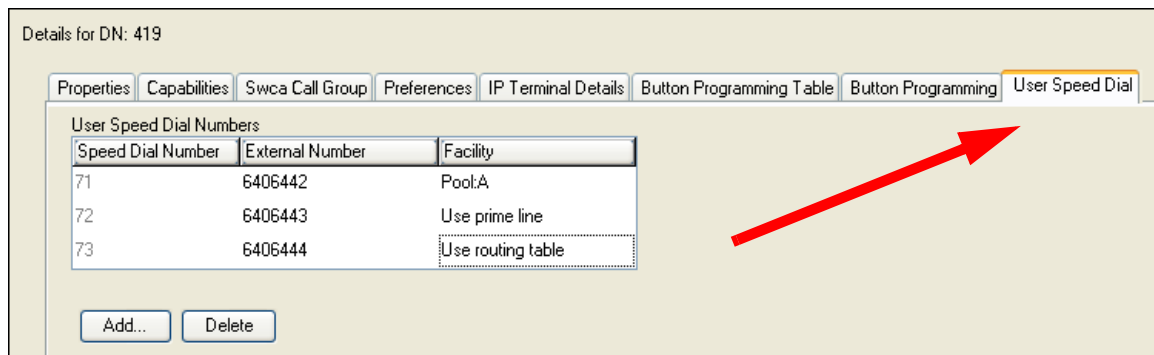 Details for DN: 419
Properties Capabilities Swca Call Group Preferences IP Terminal Details Button Programming Table Button Programming User Speed Dial
User Speed Dial Numbers
Speed Dial Number External Number Facility
71 6406442 Pool:A
72 6406443 Use prime line
73 6406444 Use routing table
Add... Delete